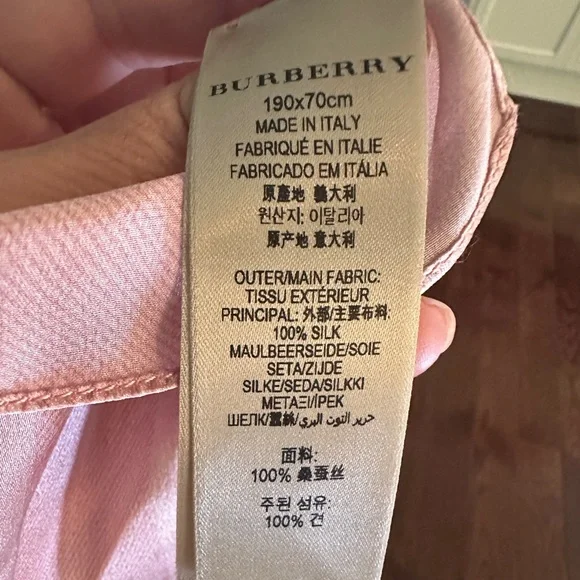 BURBERRY
190x70cm
MADE IN ITALY
FABRIQUÉ EN ITALIE
FABRICADO EM ITÁLIA
原產地 義大利
원산지: 이탈리아
原产地 意大利
OUTER/MAIN FABRIC:
TISSU EXTÉRIEUR
PRINCIPAL: 外部/主要布料:
100% SILK
MAULBEERSEIDE/SOIE
SETA/ZIJDE
SILKE/SEDA/SILKKI
ΜΕΤΑΞΙ/İPEK
ШЕЛК/蠶絲/حرير التوت البري
面料:
100% 桑蚕丝
주된 섬유:
100% 견